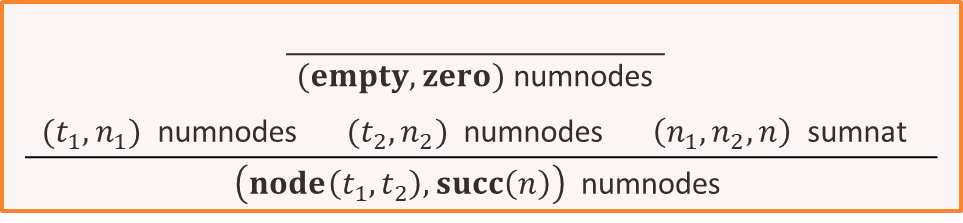 (empty, zero) numnodes
(t₁, n₁) numnodes (t₂, n₂) numnodes (n₁, n₂, n) sumnat
(node(t₁, t₂), succ(n)) numnodes